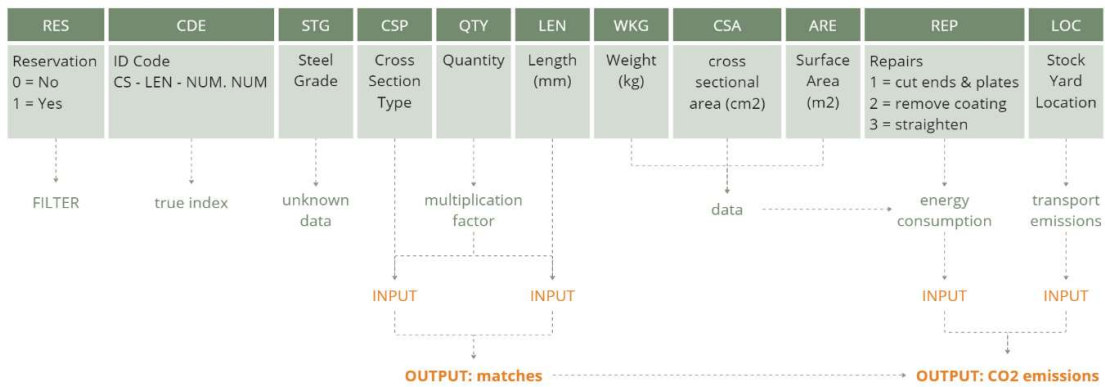 RES CDE STG CSP QTY LEN WKG CSA ARE REP LOC
Reservation
0 = No
1 = Yes
ID Code
CS - LEN - NUM. NUM
Steel
Grade
Cross
Section
Type
Quantity
Length
(mm)
Weight
(kg)
cross
sectional
area (cm2)
Surface
Area
(m2)
Repairs
1 = cut ends & plates
2 = remove coating
3 = straighten
Stock
Yard
Location
FILTER
true index
unknown
data
multiplication
factor
data
energy
consumption
transport
emissions
INPUT
INPUT
INPUT
INPUT
OUTPUT: matches
OUTPUT: CO2 emissions